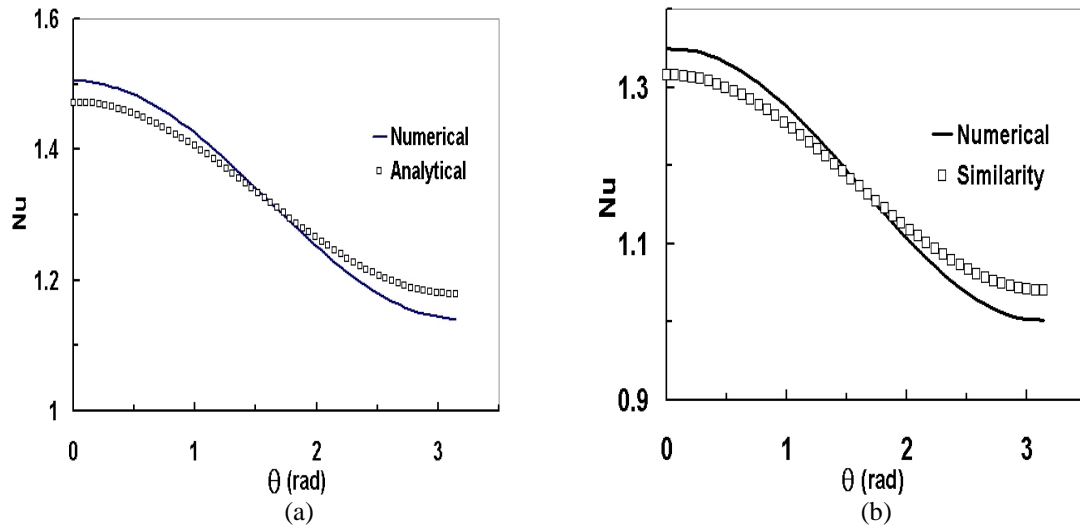 1.6
1.4
1.2
1
Nu
0
1
2
3
θ (rad)
Numerical
Analytical
(a)
1.3
1.1
0.9
Nu
0
1
2
3
θ (rad)
Numerical
Similarity
(b)